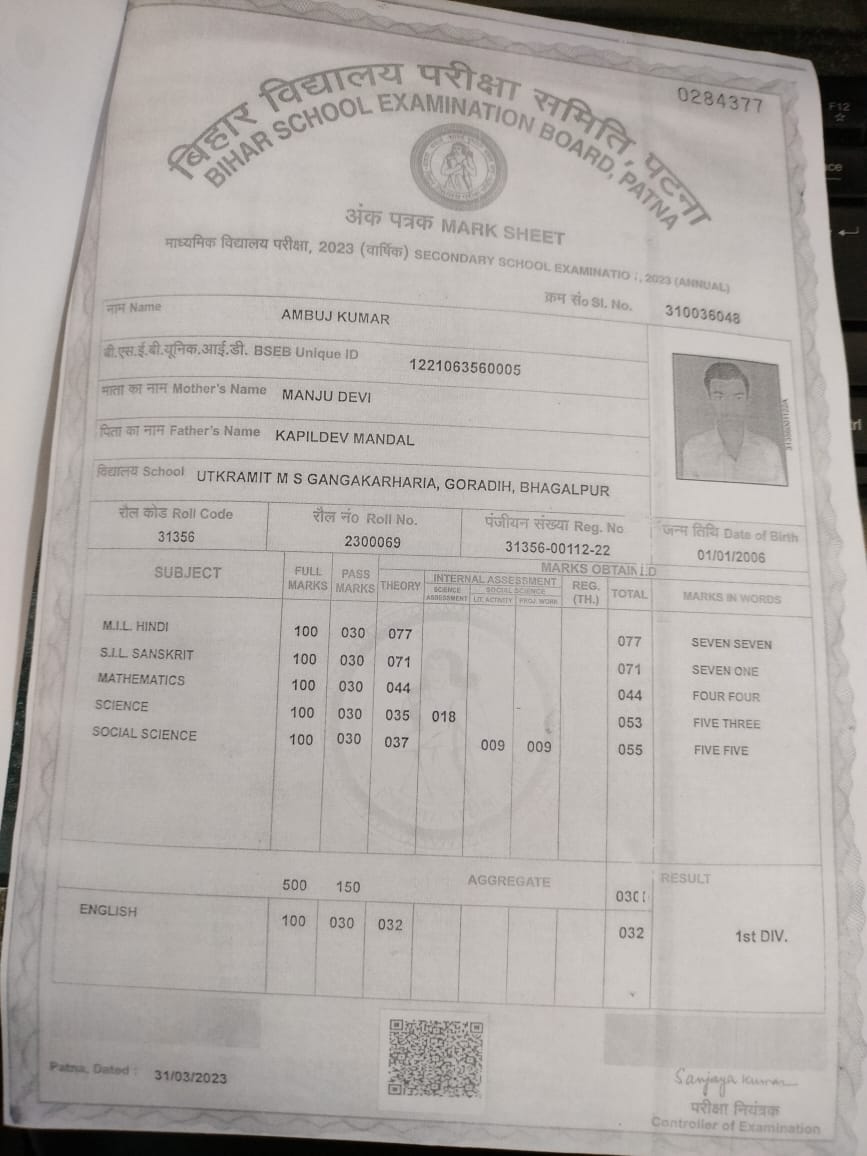 0284377
बिहार विद्यालय परीक्षा समिति, पटना
BIHAR SCHOOL EXAMINATION BOARD, PATNA
अंक पत्रक MARK SHEET
माध्यमिक विद्यालय परीक्षा, 2023 (वार्षिक) SECONDARY SCHOOL EXAMINATIO , 2023 (ANNUAL)
क्रम सं० Sl. No. 310036048
नाम Name AMBUJ KUMAR
बी.एस.ई.बी.यूनिक.आई.डी. BSEB Unique ID 1221063560005
माता का नाम Mother's Name MANJU DEVI
पिता का नाम Father's Name KAPILDEV MANDAL
विद्यालय School UTKRAMIT M S GANGAKARHARIA, GORADIH, BHAGALPUR
रौल कोड Roll Code रौल नं० Roll No. पंजीयन संख्या Reg. No जन्म तिथि Date of Birth
31356 2300069 31356-00112-22 01/01/2006
SUBJECT FULL MARKS PASS MARKS MARKS OBTAINED
THEORY INTERNAL ASSESSMENT REG. (TH.) TOTAL MARKS IN WORDS
SCIENCE ASSESSMENT SOCIAL SCIENCE
LIT. ACTIVITY PROJ. WORK
M.I.L. HINDI 100 030 077 077 SEVEN SEVEN
S.I.L. SANSKRIT 100 030 071 071 SEVEN ONE
MATHEMATICS 100 030 044 044 FOUR FOUR
SCIENCE 100 030 035 018 053 FIVE THREE
SOCIAL SCIENCE 100 030 037 009 009 055 FIVE FIVE
500 150 AGGREGATE RESULT
ENGLISH 100 030 032 032 1st DIV.
Patna, Dated : 31/03/2023
Sanjaya Kumar
परीक्षा नियंत्रक
Controller of Examination
F12